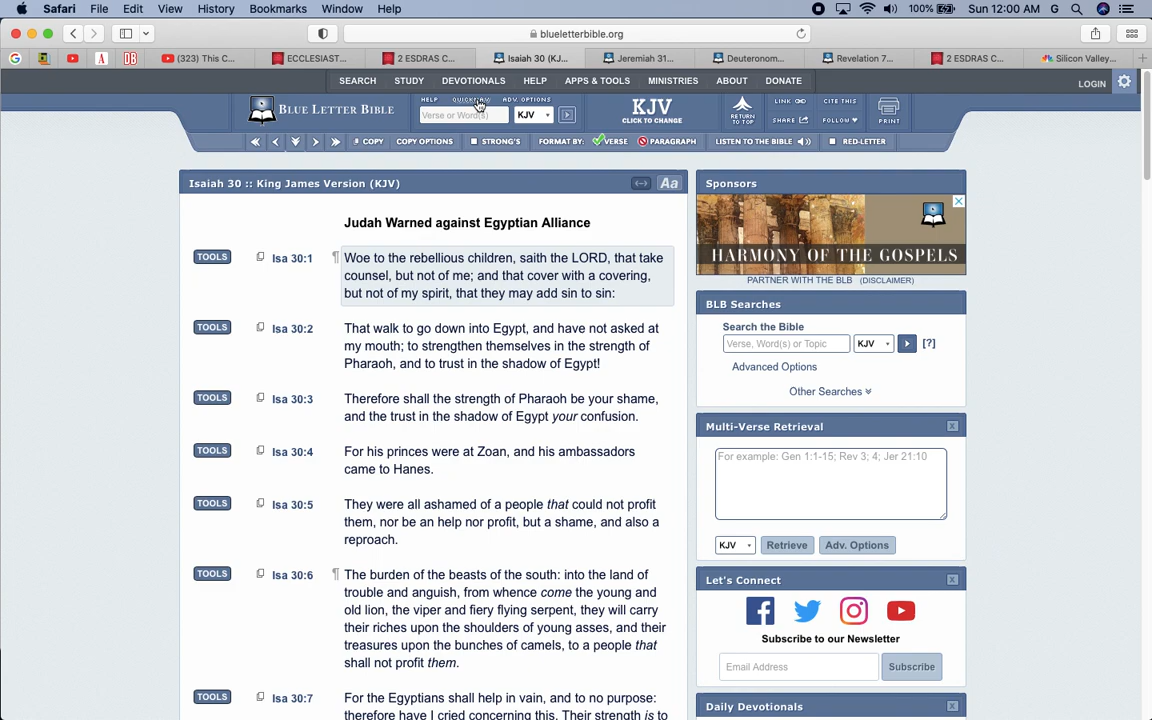 Safari File Edit View History Bookmarks Window Help 100% Sun 12:00 AM G
blueletterbible.org
G A DB (323) This C... ECCLESIAST... 2 ESDRAS C... Isaiah 30 (KJ... Jeremiah 31... Deuteronom... Revelation 7... 2 ESDRAS C... Silicon Valley...
SEARCH STUDY DEVOTIONALS HELP APPS & TOOLS MINISTRIES ABOUT DONATE LOGIN
BLUE LETTER BIBLE
HELP QUICKNAV ADV. OPTIONS
Verse or Word(s) KJV
KJV
CLICK TO CHANGE
RETURN
TO TOP
LINK CITE THIS
SHARE FOLLOW PRINT
COPY COPY OPTIONS STRONG'S FORMAT BY: VERSE PARAGRAPH LISTEN TO THE BIBLE RED-LETTER
Isaiah 30 :: King James Version (KJV) Aa
Judah Warned against Egyptian Alliance
TOOLS Isa 30:1 ¶ Woe to the rebellious children, saith the LORD, that take
counsel, but not of me; and that cover with a covering,
but not of my spirit, that they may add sin to sin:
TOOLS Isa 30:2 That walk to go down into Egypt, and have not asked at
my mouth; to strengthen themselves in the strength of
Pharaoh, and to trust in the shadow of Egypt!
TOOLS Isa 30:3 Therefore shall the strength of Pharaoh be your shame,
and the trust in the shadow of Egypt your confusion.
TOOLS Isa 30:4 For his princes were at Zoan, and his ambassadors
came to Hanes.
TOOLS Isa 30:5 They were all ashamed of a people that could not profit
them, nor be an help nor profit, but a shame, and also a
reproach.
TOOLS Isa 30:6 ¶ The burden of the beasts of the south: into the land of
trouble and anguish, from whence come the young and
old lion, the viper and fiery flying serpent, they will carry
their riches upon the shoulders of young asses, and their
treasures upon the bunches of camels, to a people that
shall not profit them.
TOOLS Isa 30:7 For the Egyptians shall help in vain, and to no purpose:
therefore have I cried concerning this, Their strength is to
Sponsors
HARMONY OF THE GOSPELS
PARTNER WITH THE BLB (DISCLAIMER)
BLB Searches
Search the Bible
Verse, Word(s) or Topic KJV [?]
Advanced Options
Other Searches
Multi-Verse Retrieval
For example: Gen 1:1-15; Rev 3; 4; Jer 21:10
KJV Retrieve Adv. Options
Let's Connect
Subscribe to our Newsletter
Email Address Subscribe
Daily Devotionals